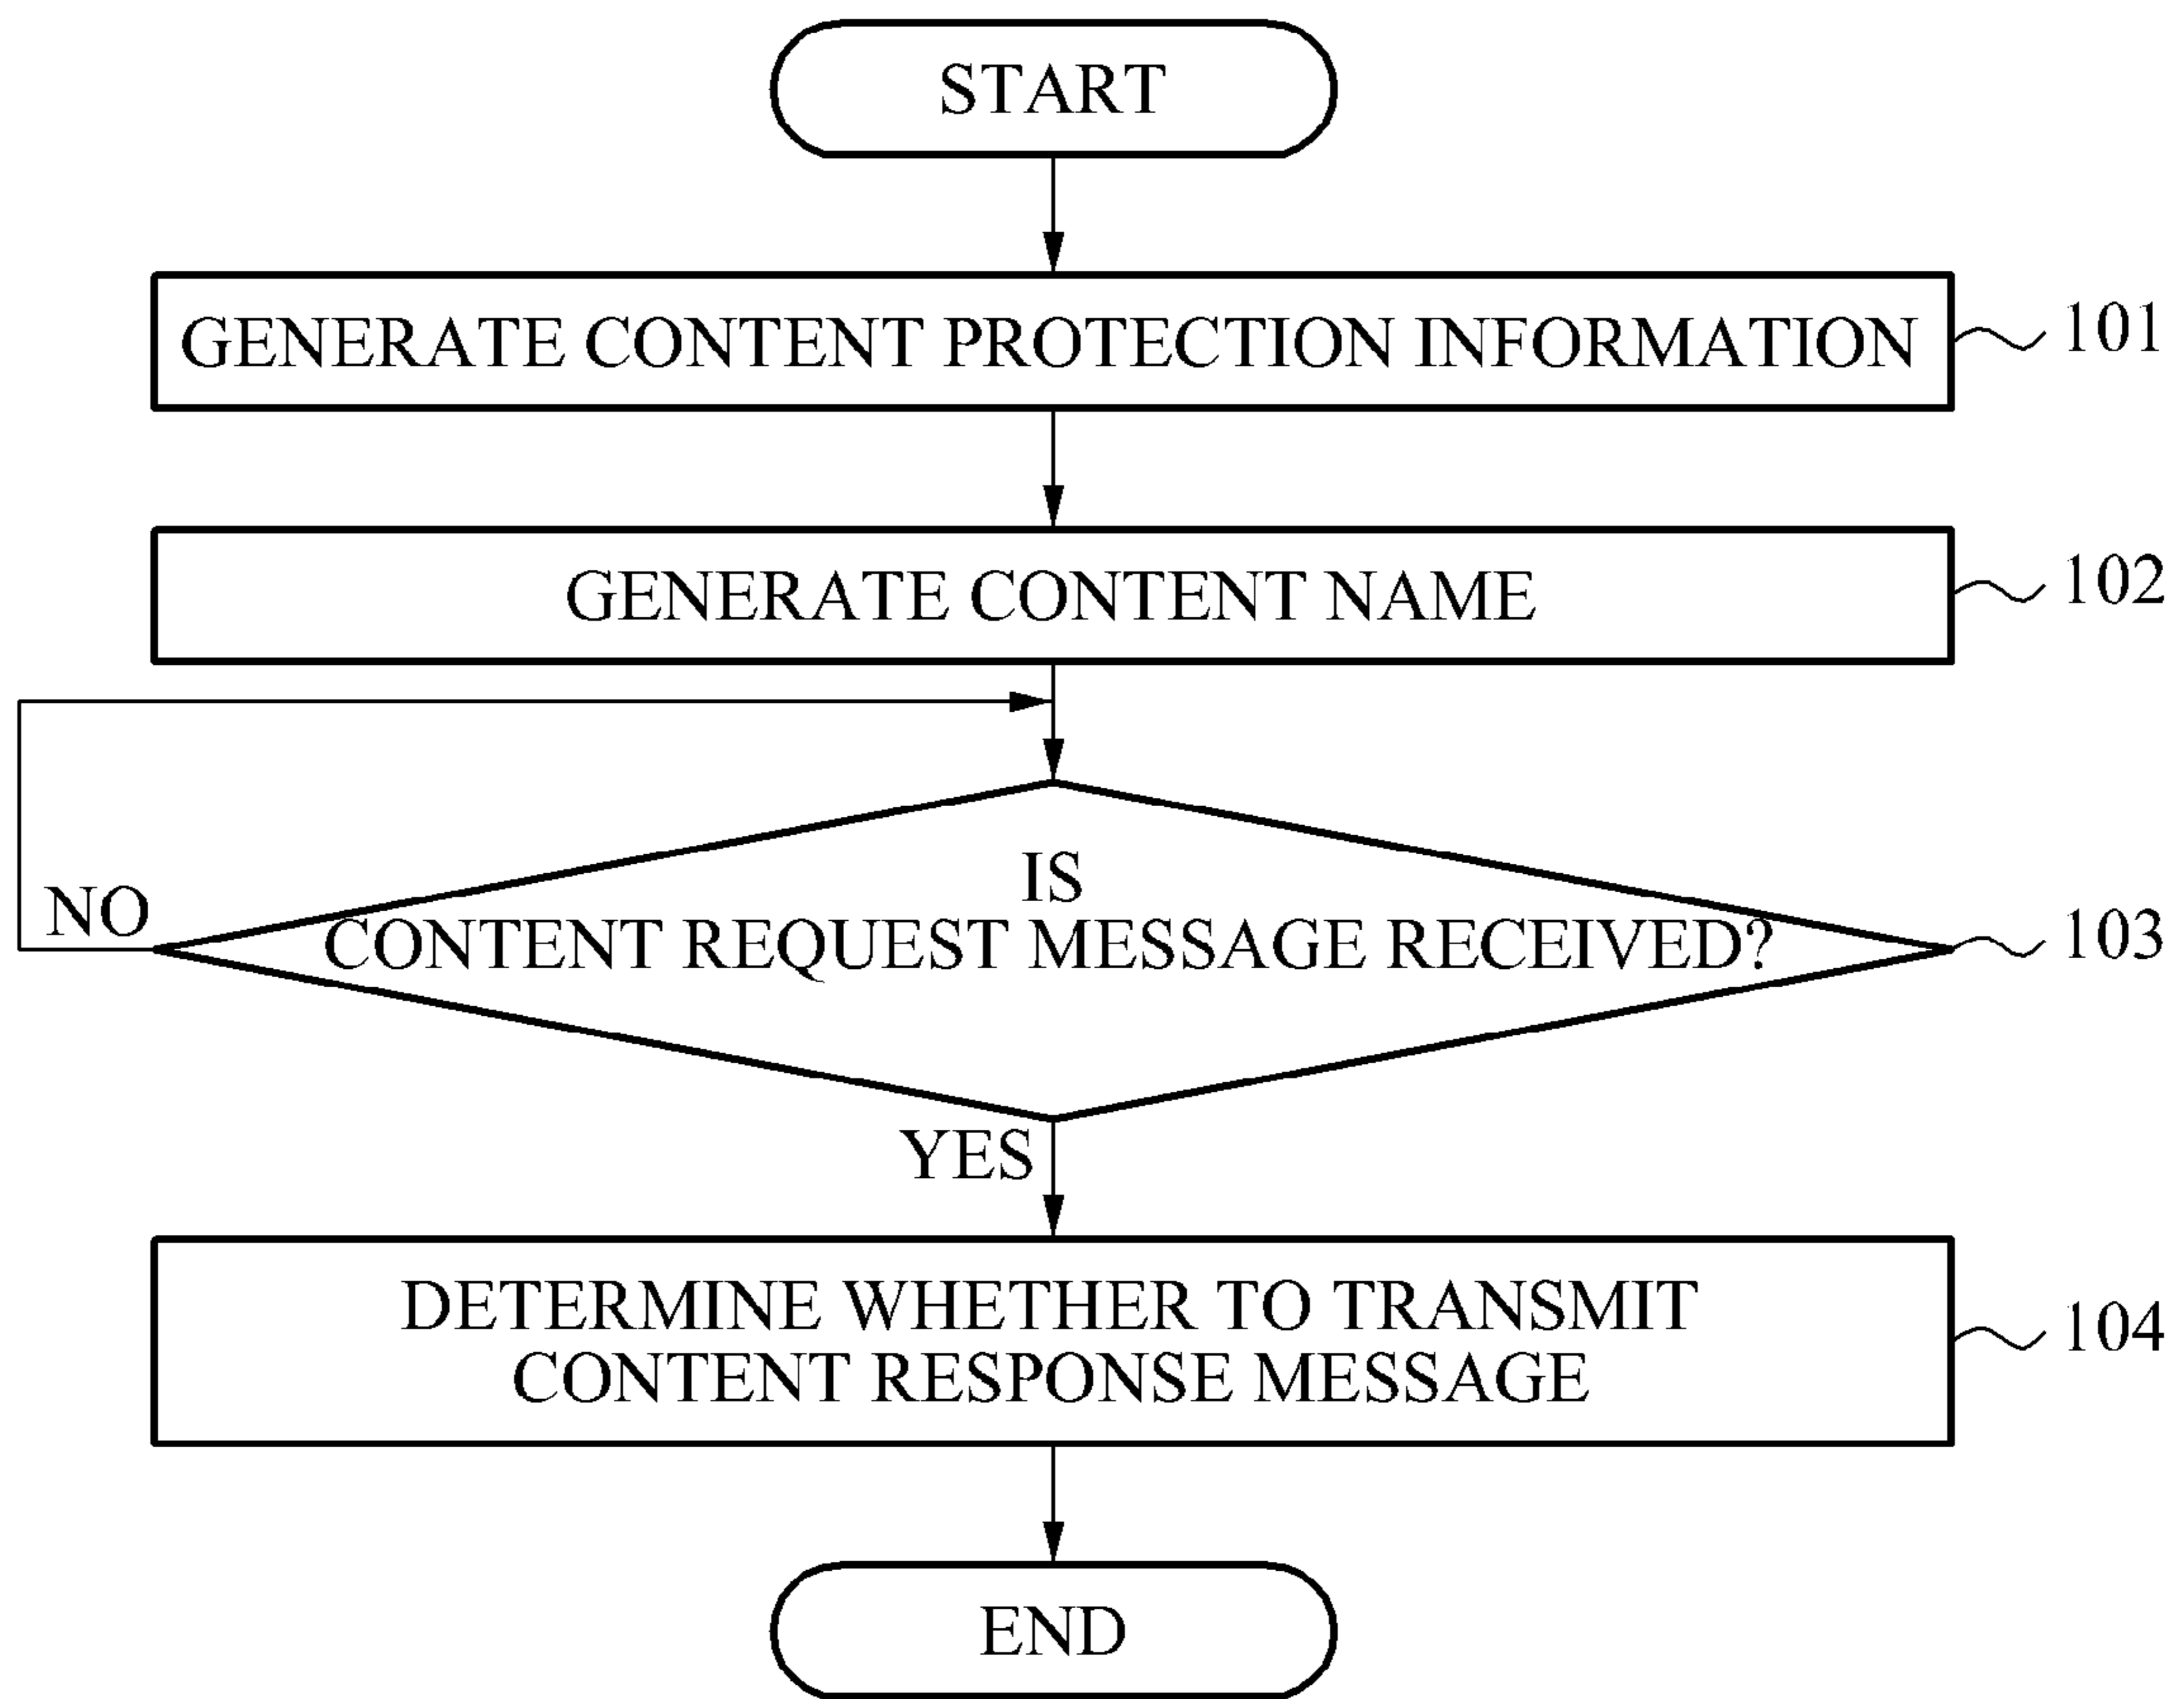 START
GENERATE CONTENT PROTECTION INFORMATION
101
GENERATE CONTENT NAME
102
IS
CONTENT REQUEST MESSAGE RECEIVED?
NO
103
YES
DETERMINE WHETHER TO TRANSMIT
CONTENT RESPONSE MESSAGE
104
END